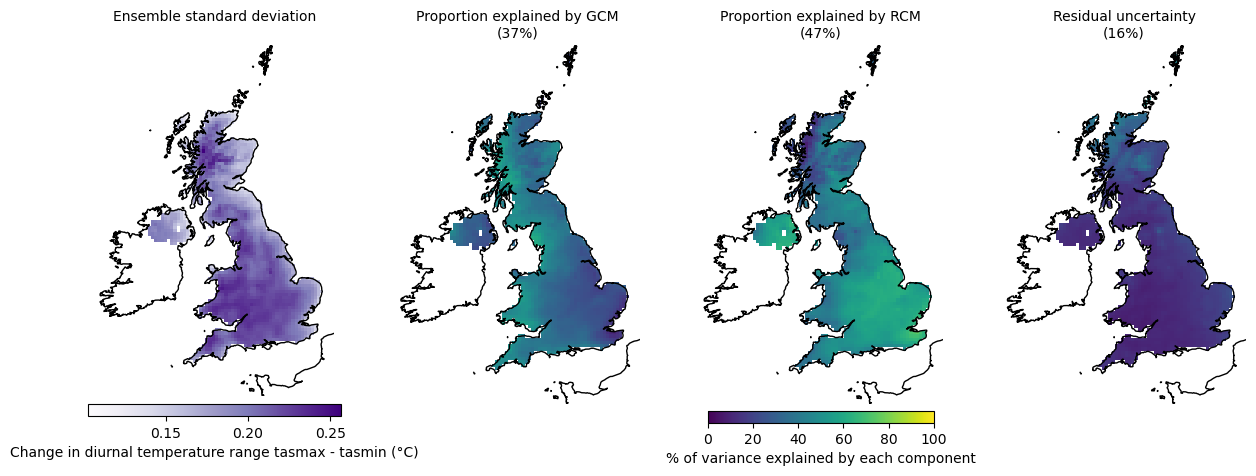 Ensemble standard deviation
Proportion explained by GCM
(37%)
Proportion explained by RCM
(47%)
Residual uncertainty
(16%)
0.15 0.20 0.25
Change in diurnal temperature range tasmax - tasmin (°C)
0 20 40 60 80 100
% of variance explained by each component